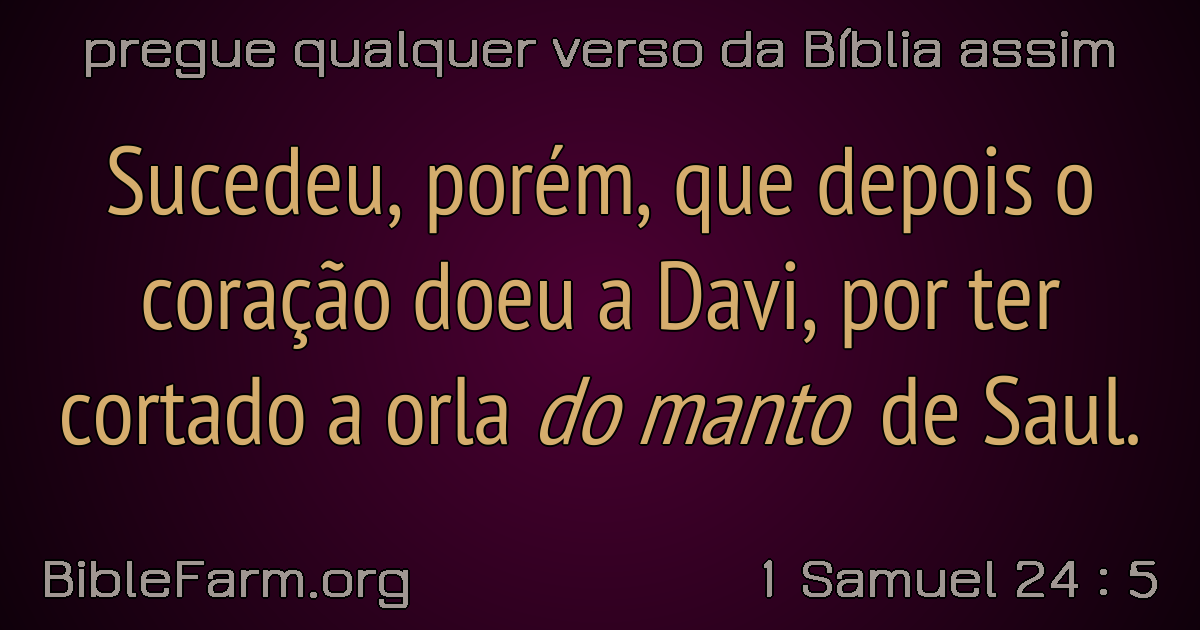 pregue qualquer verso da Bíblia assim
Sucedeu, porém, que depois o
coração doeu a Davi, por ter
cortado a orla do manto de Saul.
BibleFarm.org
1 Samuel 24 : 5